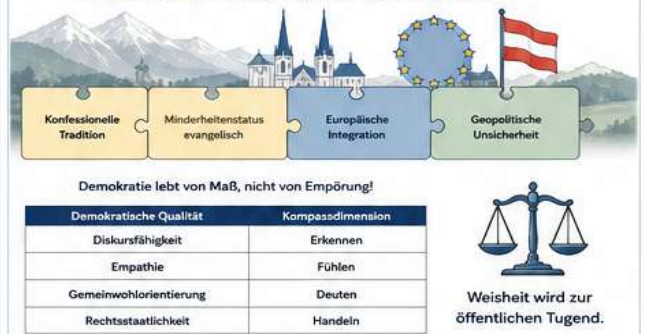 Konfessionelle
Tradition
Minderheitenstatus
evangelisch
Europäische
Integration
Geopolitische
Unsicherheit
Demokratie lebt von Maß, nicht von Empörung!
Demokratische Qualität Kompassdimension
Diskursfähigkeit Erkennen
Empathie Fühlen
Gemeinwohlorientierung Deuten
Rechtsstaatlichkeit Handeln
Weisheit wird zur
öffentlichen Tugend.